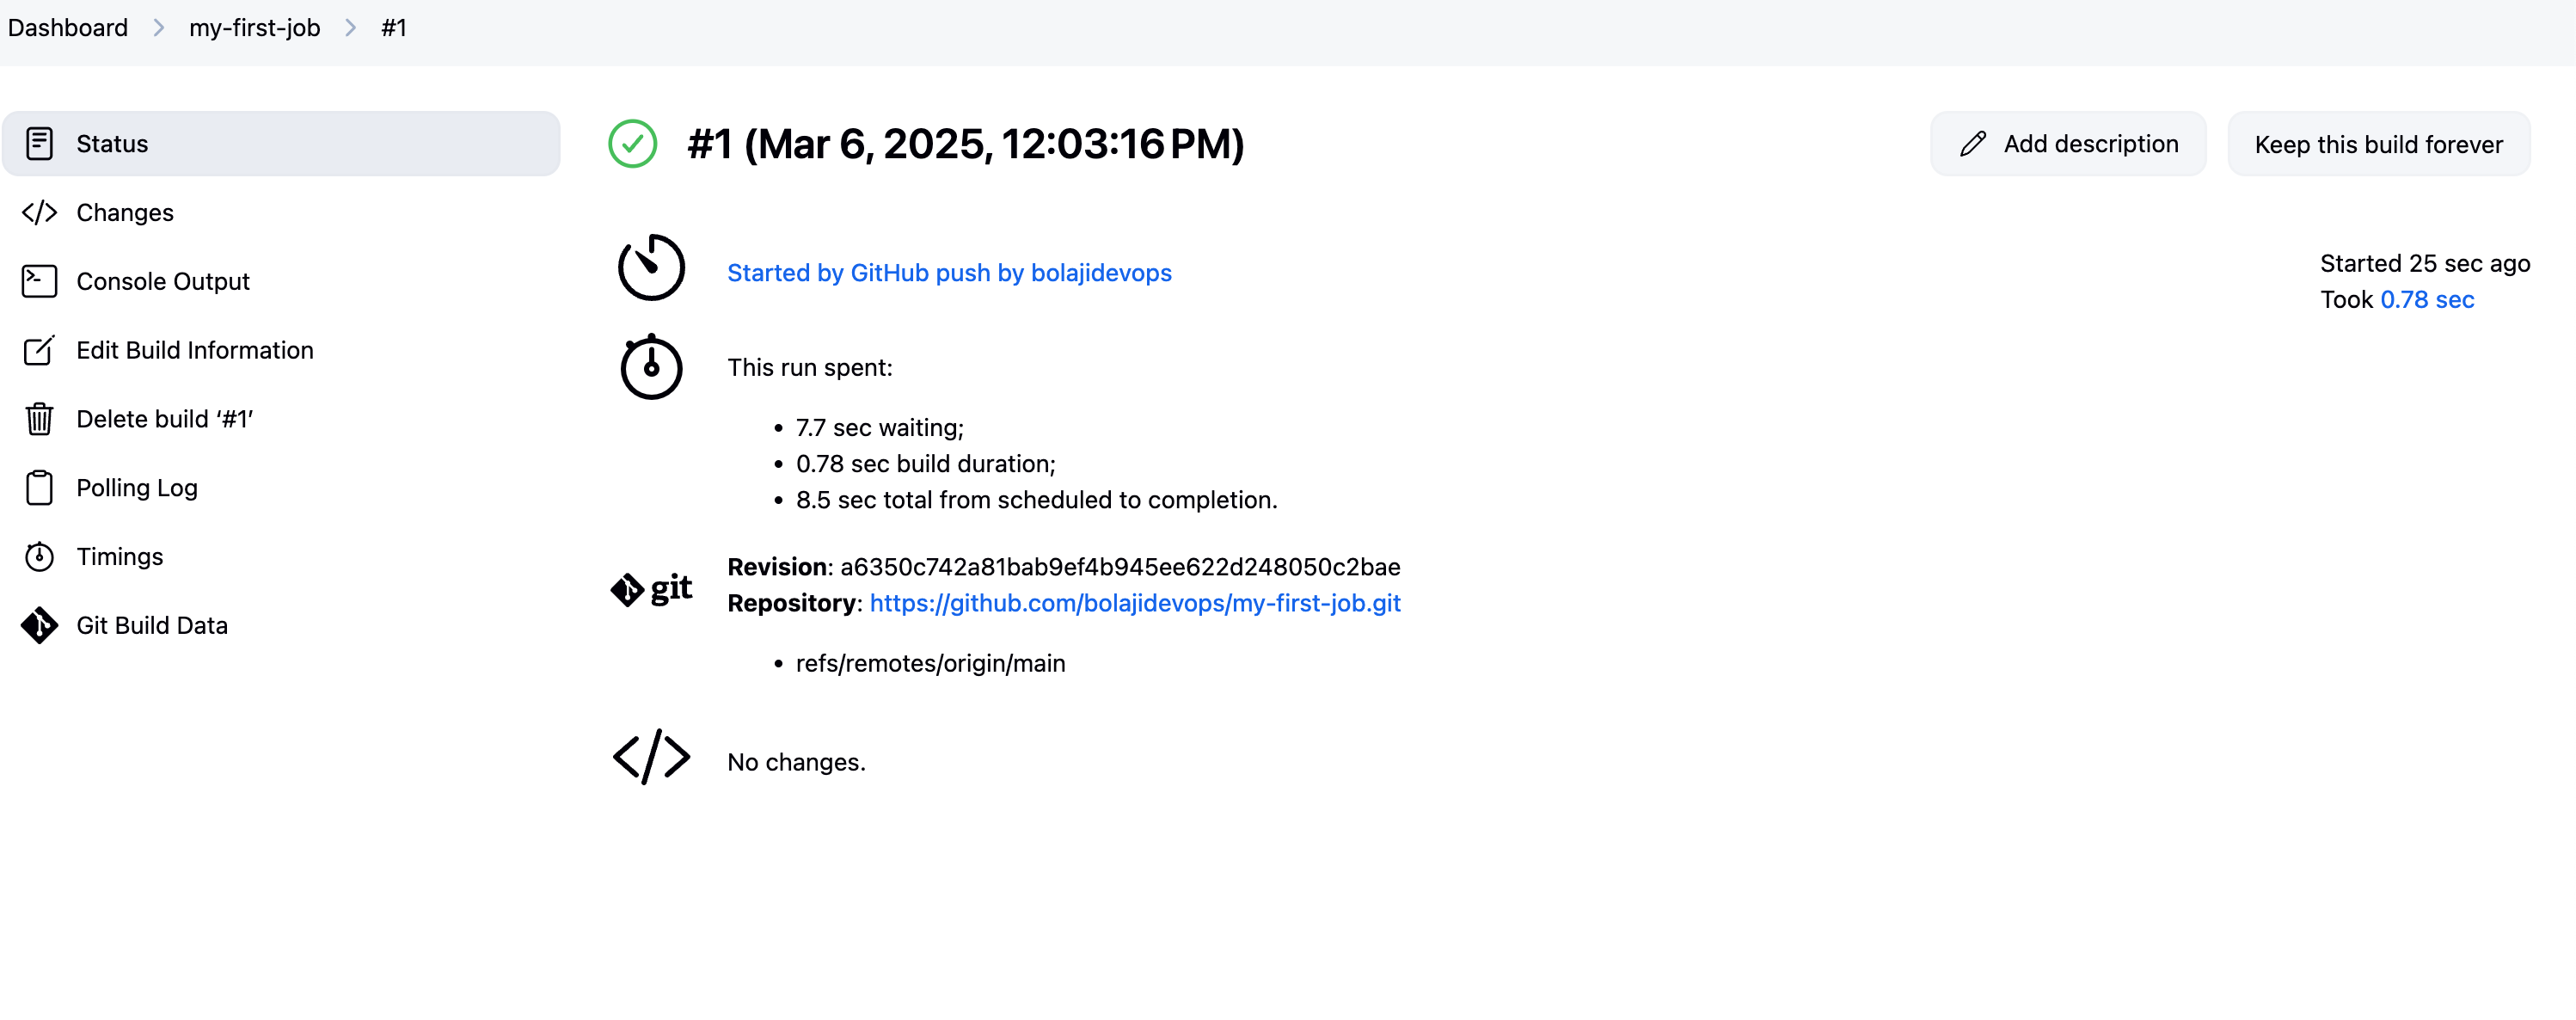 Dashboard > my-first-job > #1
Status
Changes
Console Output
Edit Build Information
Delete build ‘#1’
Polling Log
Timings
Git Build Data
#1 (Mar 6, 2025, 12:03:16 PM)
Add description
Keep this build forever
Started by GitHub push by bolajidevops
Started 25 sec ago
Took 0.78 sec
This run spent:
• 7.7 sec waiting;
• 0.78 sec build duration;
• 8.5 sec total from scheduled to completion.
git
Revision: a6350c742a81bab9ef4b945ee622d248050c2bae
Repository: https://github.com/bolajidevops/my-first-job.git
• refs/remotes/origin/main
No changes.